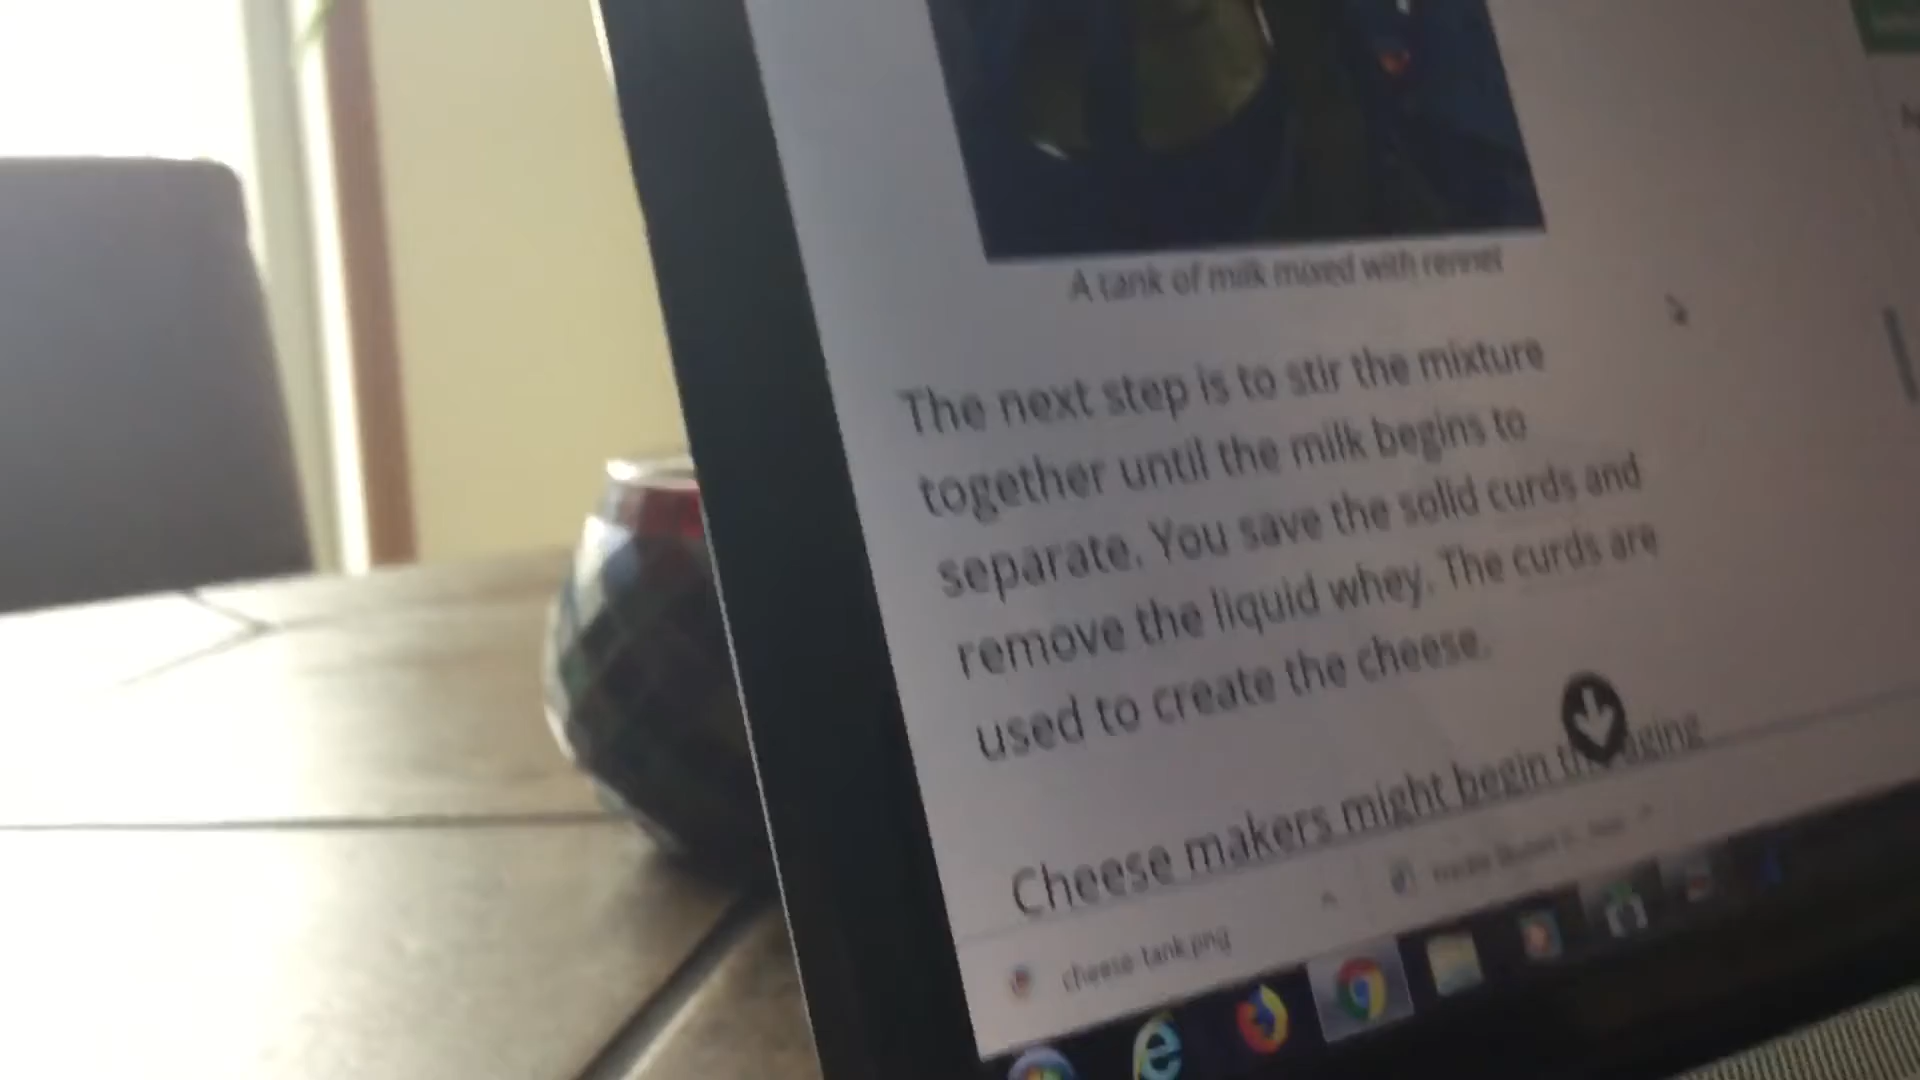 A tank of milk mixed with rennet
The next step is to stir the mixture
together until the milk begins to
separate. You save the solid curds and
remove the liquid whey. The curds are
used to create the cheese.
Cheese makers might begin the aging
cheese-tank.png